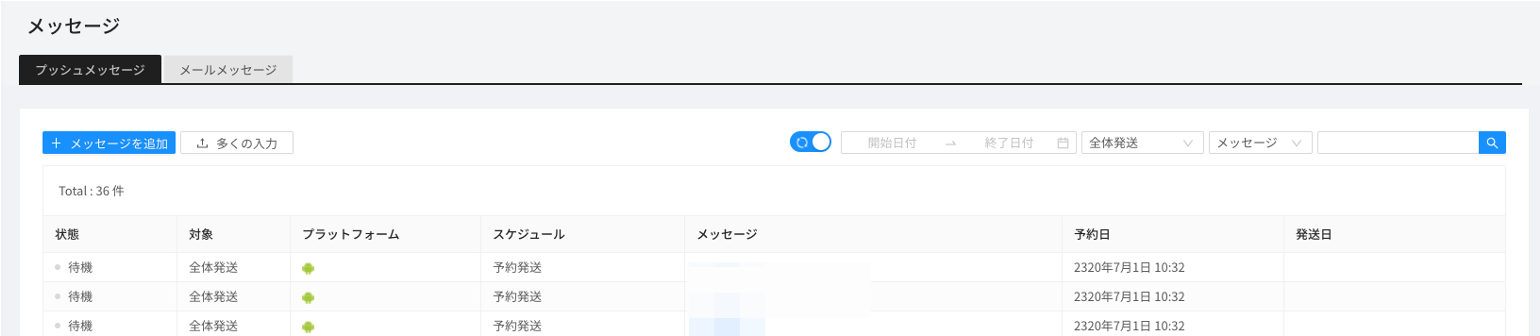 メッセージ
プッシュメッセージ メールメッセージ
メッセージを追加 多くの入力 開始日付 終了日付 全体発送 メッセージ
Total : 36 件
状態 対象 プラットフォーム スケジュール メッセージ 予約日 発送日
待機 全体発送 予約発送 2320年7月1日 10:32
待機 全体発送 予約発送 2320年7月1日 10:32
待機 全体発送 予約発送 2320年7月1日 10:32